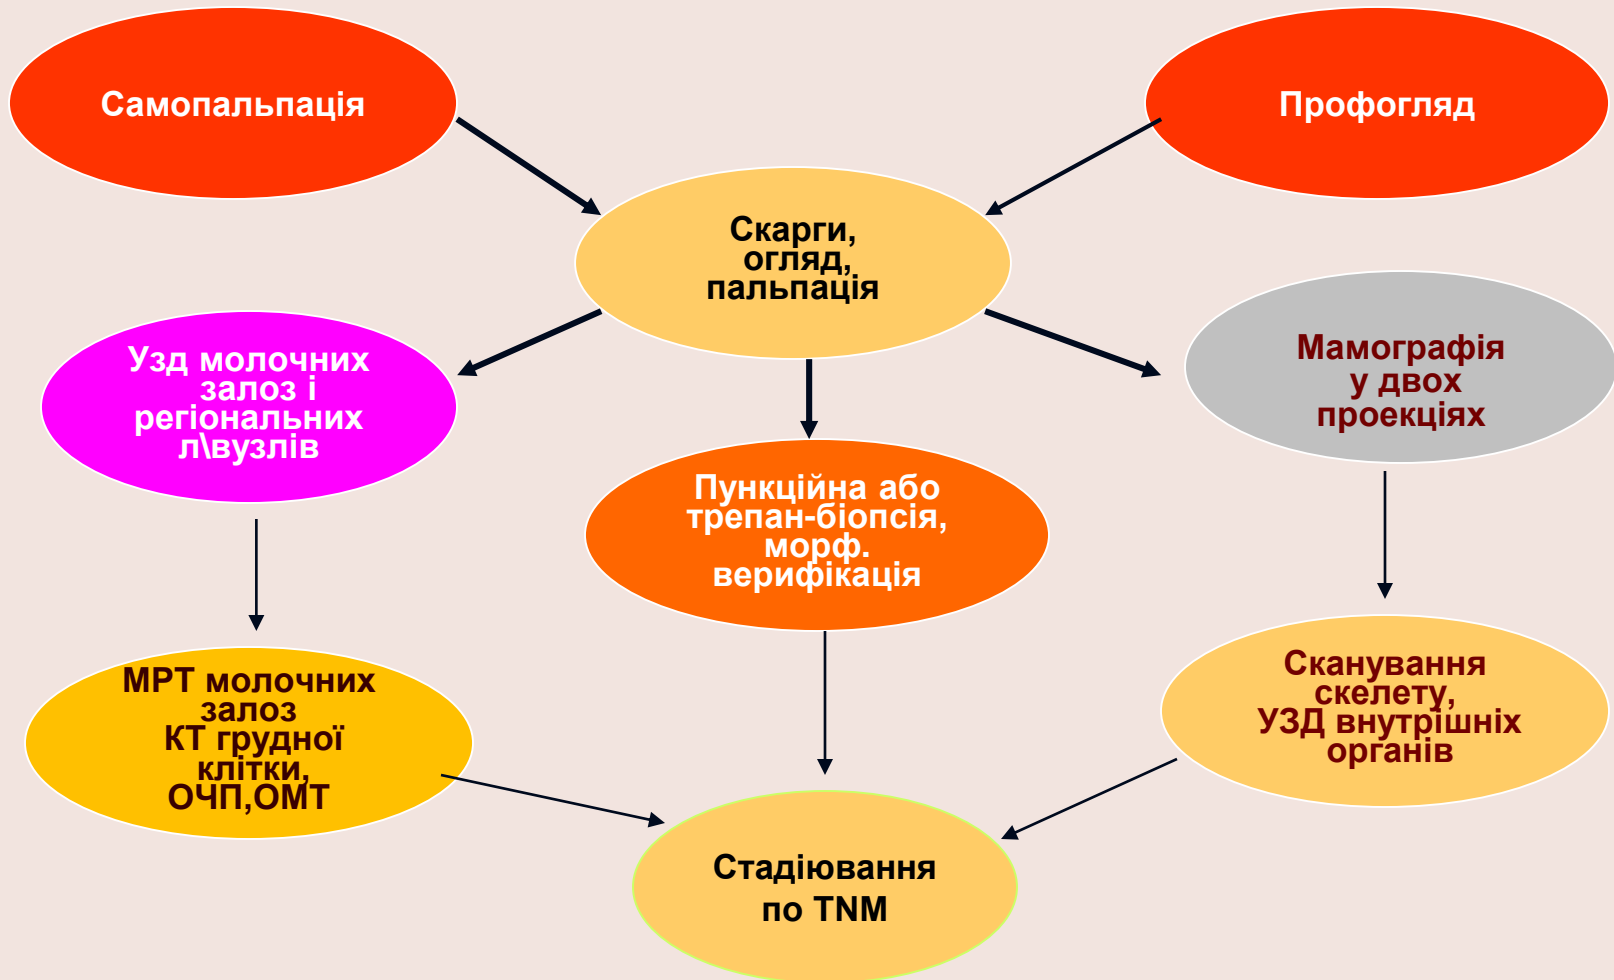 Самопальпація
Профогляд
Скарги,
огляд,
пальпація
Узд молочних
залоз і
регіональних
л\вузлів
Мамографія
у двох
проекціях
Пункційна або
трепан-біопсія,
морф.
верифікація
МРТ молочних
залоз
КТ грудної
клітки,
ОЧП,ОМТ
Сканування
скелету,
УЗД внутрішніх
органів
Стадіювання
по TNM